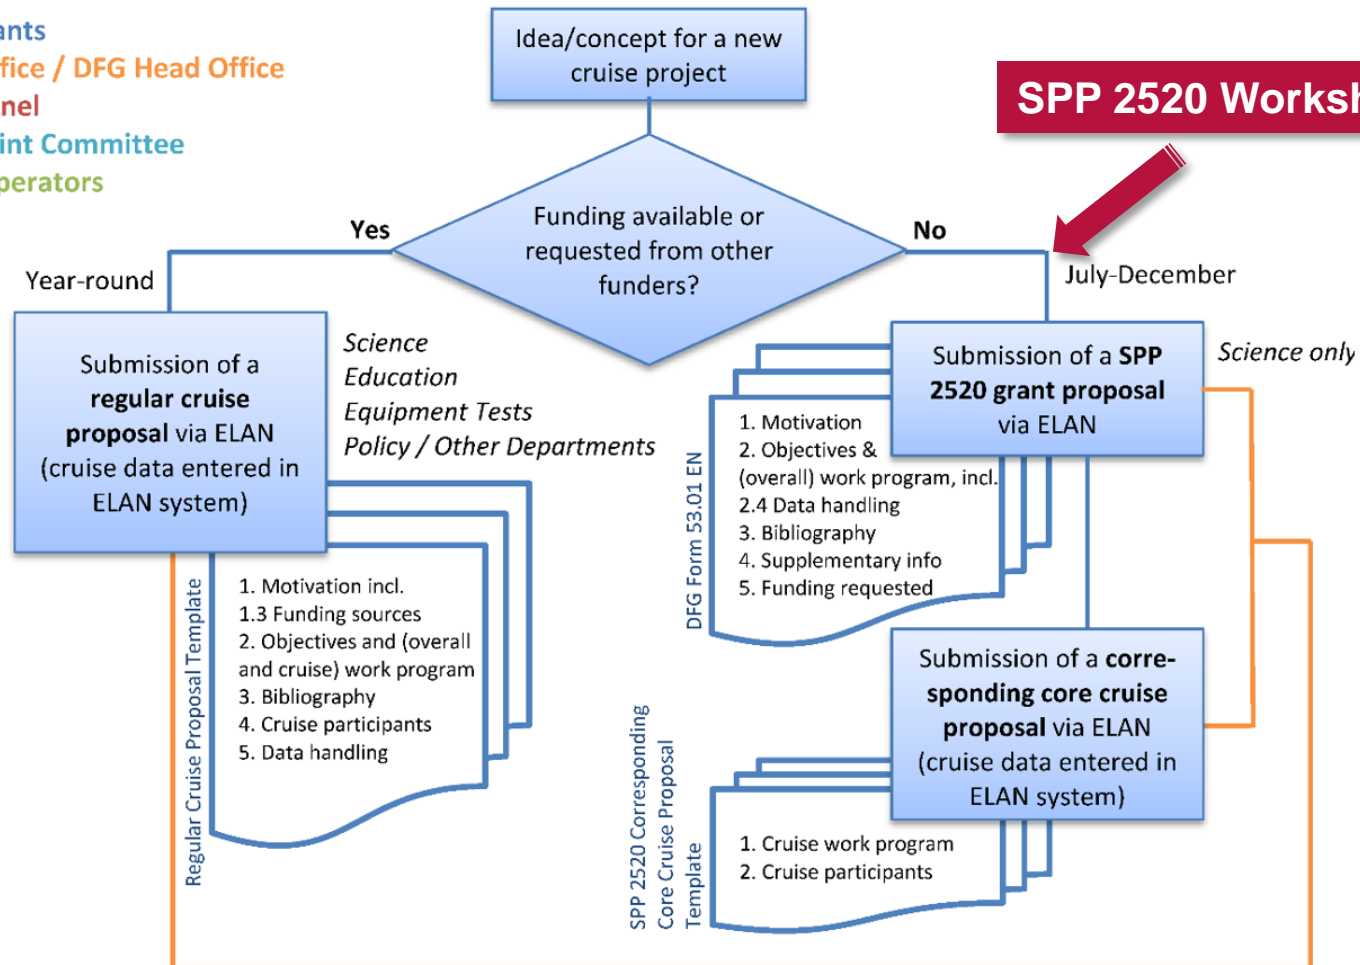 Idea/concept for a new
cruise project
Office / DFG Head Office
Joint Committee
SPP 2520
Funding available or
requested from other
funders?
Yes
No
Year-round
July-December
Submission of a
regular cruise
proposal via ELAN
(cruise data entered in
ELAN system)
Science
Education
Equipment Tests
Policy / Other Departments
Regular Cruise Proposal Template
1. Motivation incl.
1.3 Funding sources
2. Objectives and (overall
and cruise) work program
3. Bibliography
4. Cruise participants
5. Data handling
Submission of a SPP
2520 grant proposal
via ELAN
Science only
DFG Form 53.01 EN
1. Motivation
2. Objectives &
(overall) work program, incl.
2.4 Data handling
3. Bibliography
4. Supplementary info
5. Funding requested
Submission of a corre-
sponding core cruise
proposal via ELAN
(cruise data entered in
ELAN system)
SPP 2520 Corresponding
Core Cruise Proposal
Template
1. Cruise work program
2. Cruise participants